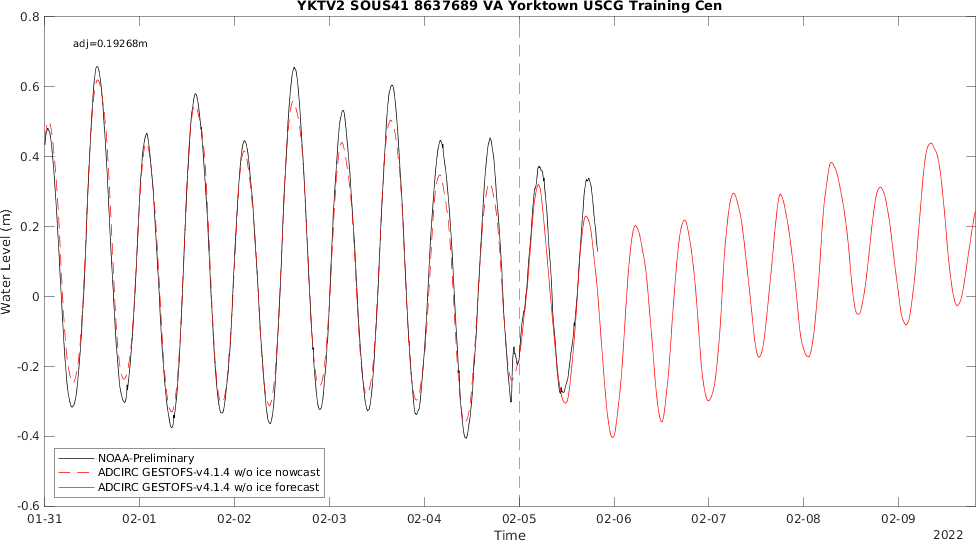 YKTV2 SOUS41 8637689 VA Yorktown USCG Training Cen
adj=0.19268m
0.8
0.6
0.4
0.2
0
-0.2
-0.4
-0.6
Water Level (m)
NOAA-Preliminary
ADCIRC GESTOFS-v4.1.4 w/o ice nowcast
ADCIRC GESTOFS-v4.1.4 w/o ice forecast
01-31 02-01 02-02 02-03 02-04 02-05 02-06 02-07 02-08 02-09
Time
2022